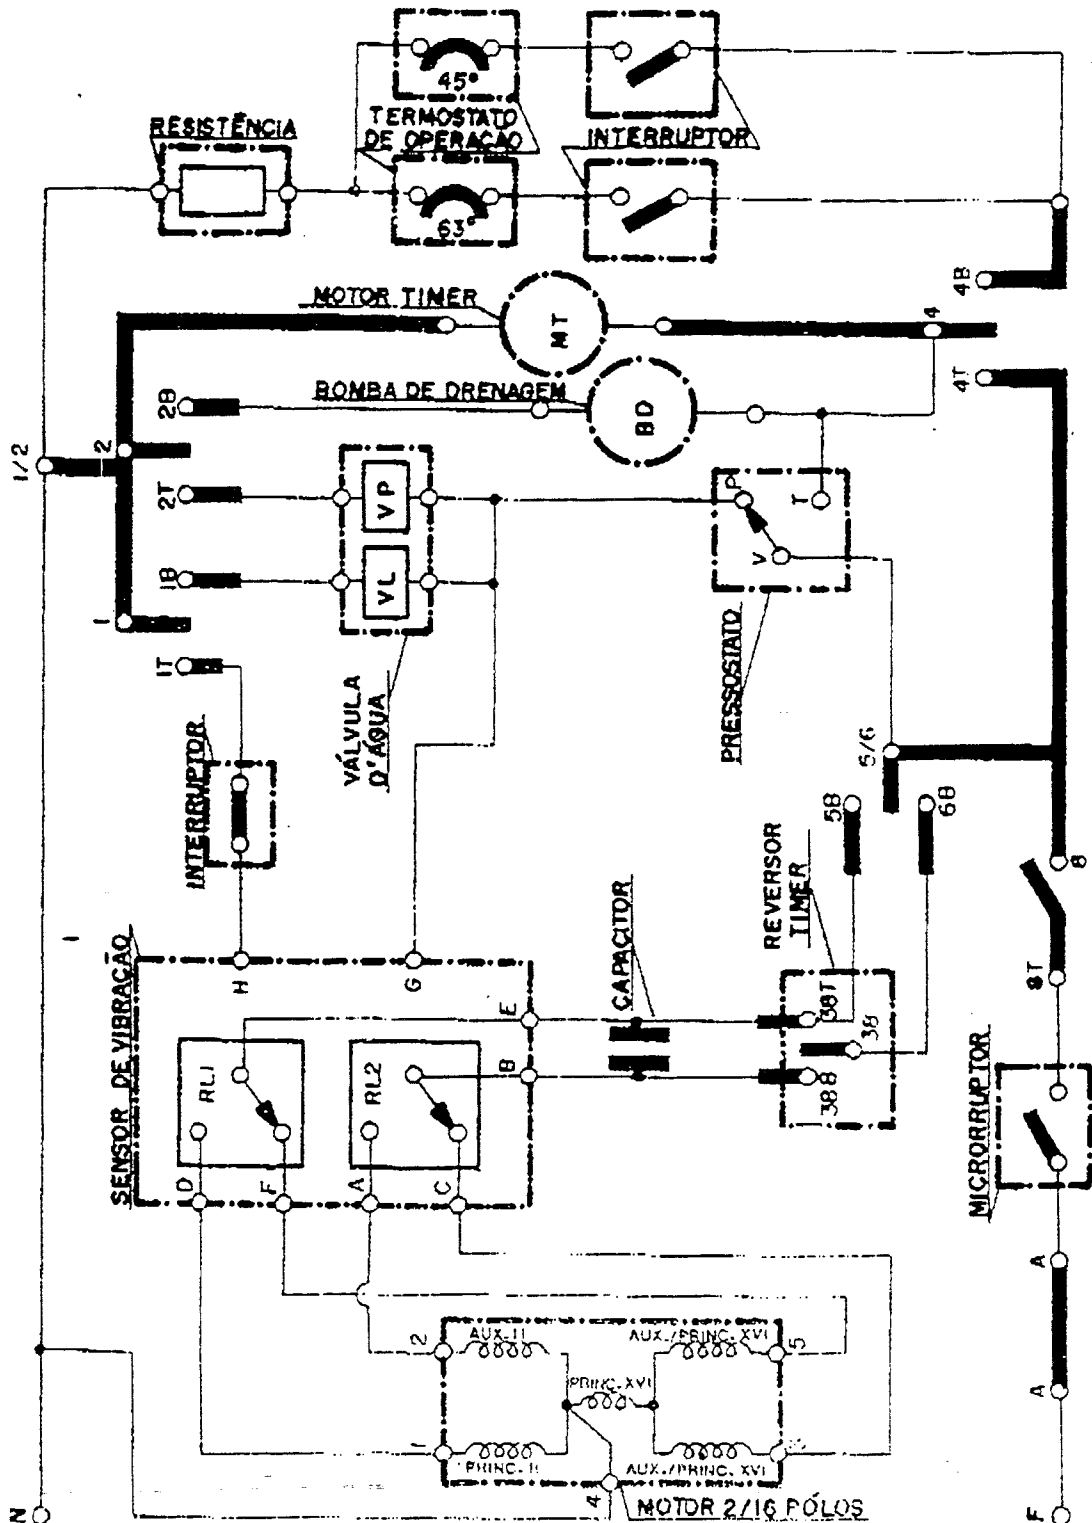 45°
RESISTÊNCIA
TERMOSTATO
DE OPERAÇÃO
INTERRUPTOR
63°
4B
MOTOR TIMER
MT
4
BOMBA DE DRENAGEM
BD
4T
2B
1/2
2
2T
VP
P
T
1B
VL
V
1
1T
VÁLVULA
D'ÁGUA
PRESSOSTATO
INTERRUPTOR
5/6
5B
6B
REVERSOR
TIMER
8
CAPACITOR
SENSOR DE VIBRAÇÃO
H
G
E
38T
38
8T
B
38B
RL1
RL2
MICRORRUPTOR
D
F
A
C
A
2
AUX-II
AUX./PRINC-XVI
5
PRINC-XVI
1
PRINC-II
AUX./PRINC-XVI
A
4
MOTOR 2/16 PÓLOS
N
F